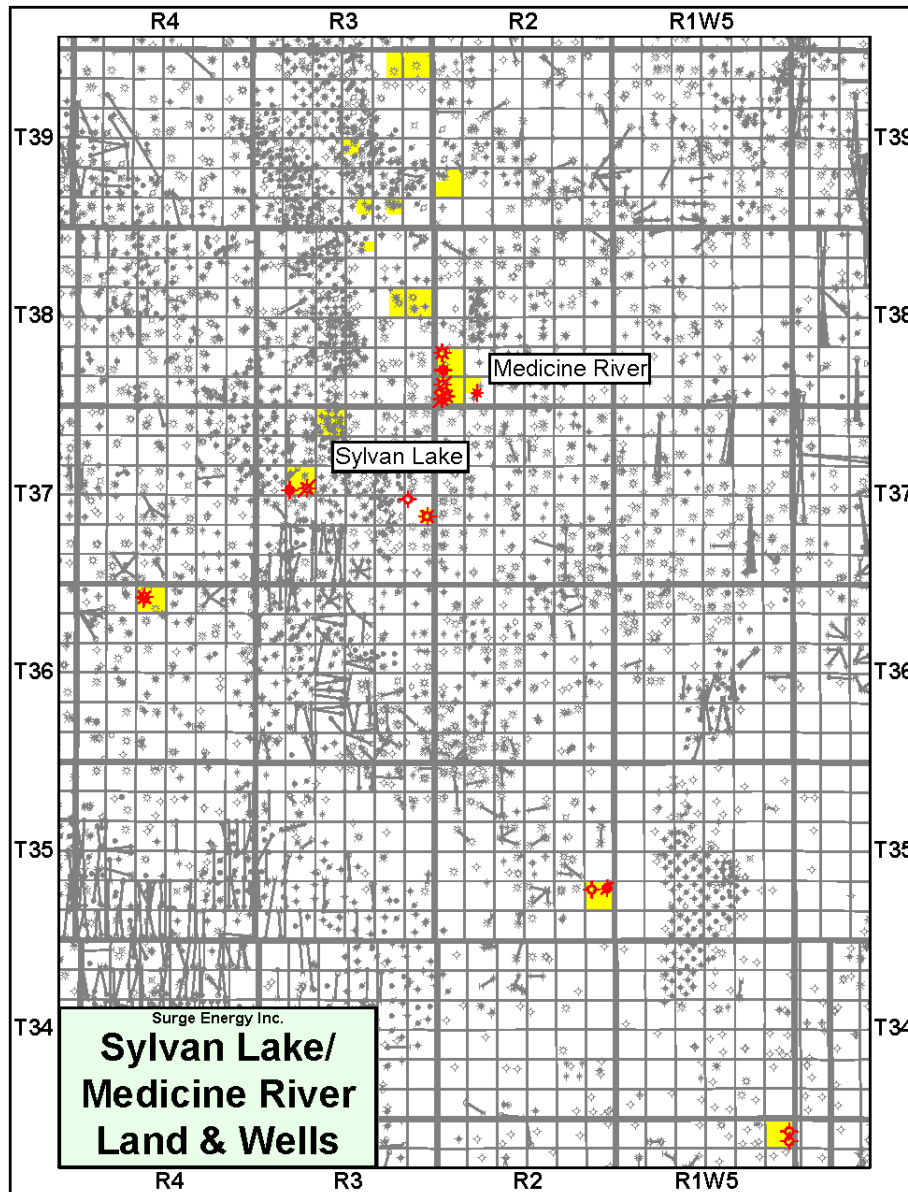 R4 R3 R2 R1W5
T39 T39
T38 T38
Medicine River
Sylvan Lake
T37 T37
T36 T36
T35 T35
T34 T34
Surge Energy Inc.
Sylvan Lake/
Medicine River
Land & Wells
R4 R3 R2 R1W5